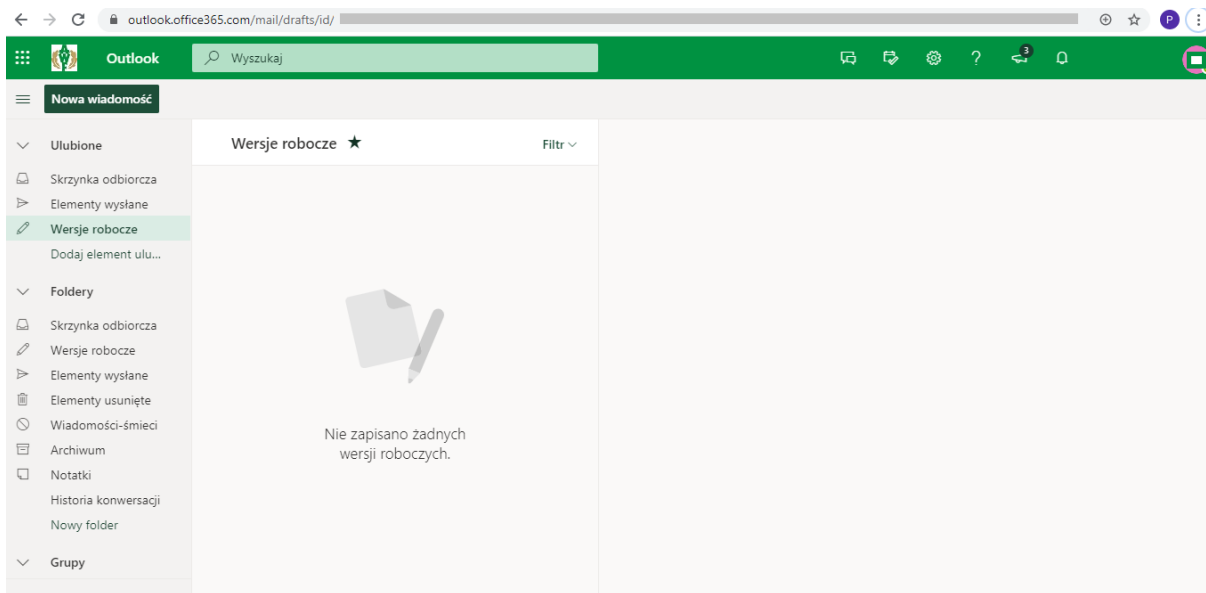 outlook.office365.com/mail/drafts/id/
P
Outlook
Wyszukaj
3
Nowa wiadomość
Ulubione
Skrzynka odbiorcza
Elementy wysłane
Wersje robocze
Dodaj element ulu...
Foldery
Skrzynka odbiorcza
Wersje robocze
Elementy wysłane
Elementy usunięte
Wiadomości-śmieci
Archiwum
Notatki
Historia konwersacji
Nowy folder
Grupy
Wersje robocze
Filtr
Nie zapisano żadnych
wersji roboczych.